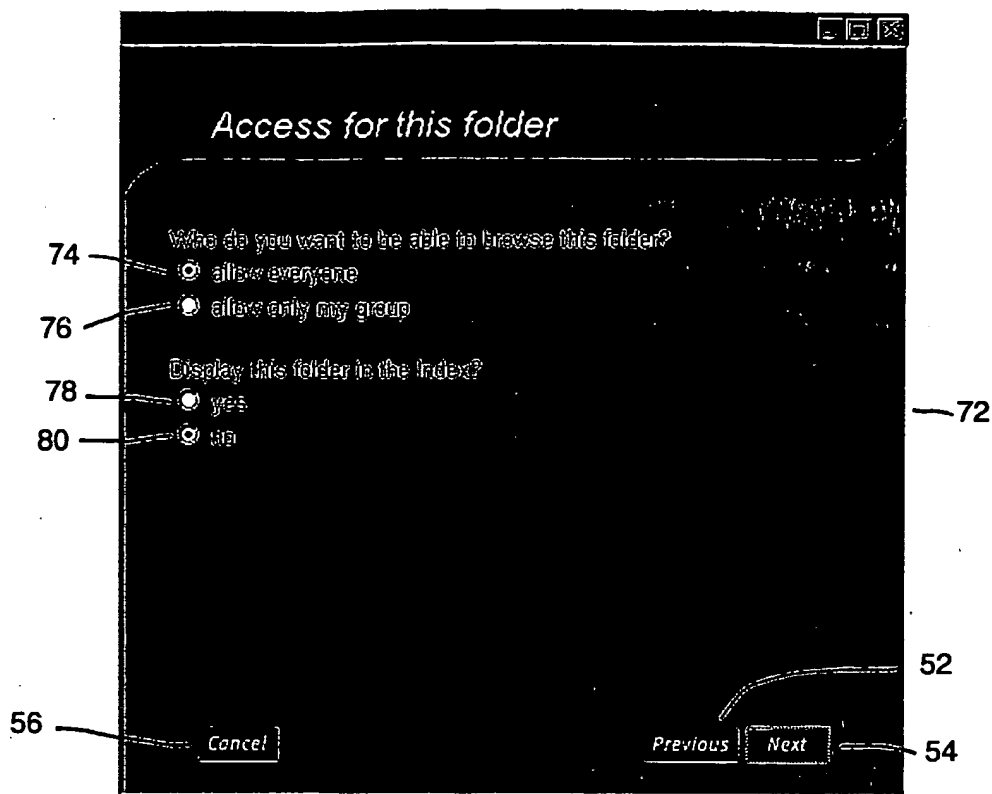 Access for this folder
Who do you want to be able to browse this folder?
74
allow everyone
76
allow only my group
Display this folder in the Index?
78
yes
72
80
no
52
56
Cancel
Previous
Next
54